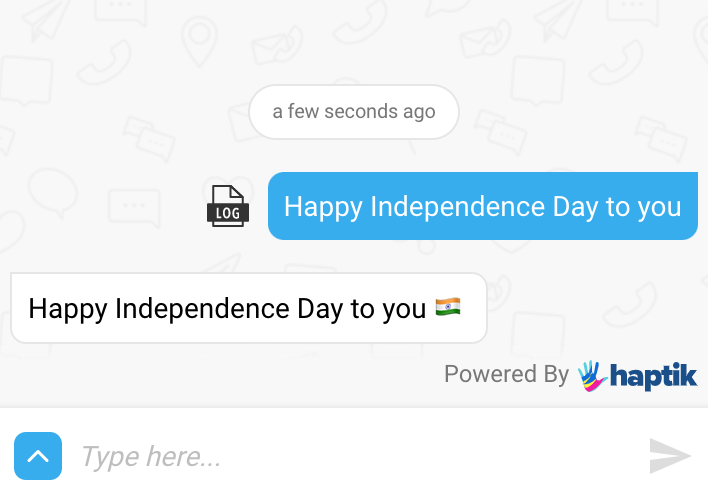 a few seconds ago
LOG
Happy Independence Day to you
Happy Independence Day to you 🇮🇳
Powered By haptik
Type here...